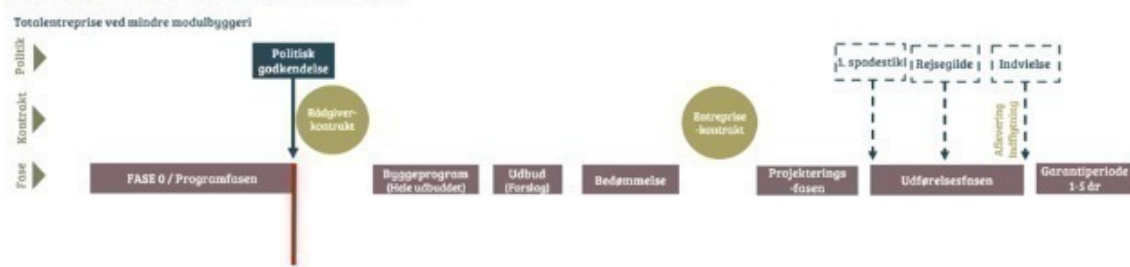 Totalentreprise ved mindre modulbyggeri
Politik
Politisk
godkendelse
1. spadestik
Rejsegilde
Indvielse
Kontrakt
Rådgiver-
kontrakt
Entreprise
-kontrakt
Aflevering
Indflytning
Fase
FASE 0 / Programfasen
Byggeprogram
(Hele udbuddet)
Udbud
(Forslag)
Bedømmelse
Projekterings
-fasen
Udførelsesfasen
Garantiperiode
1-5 år